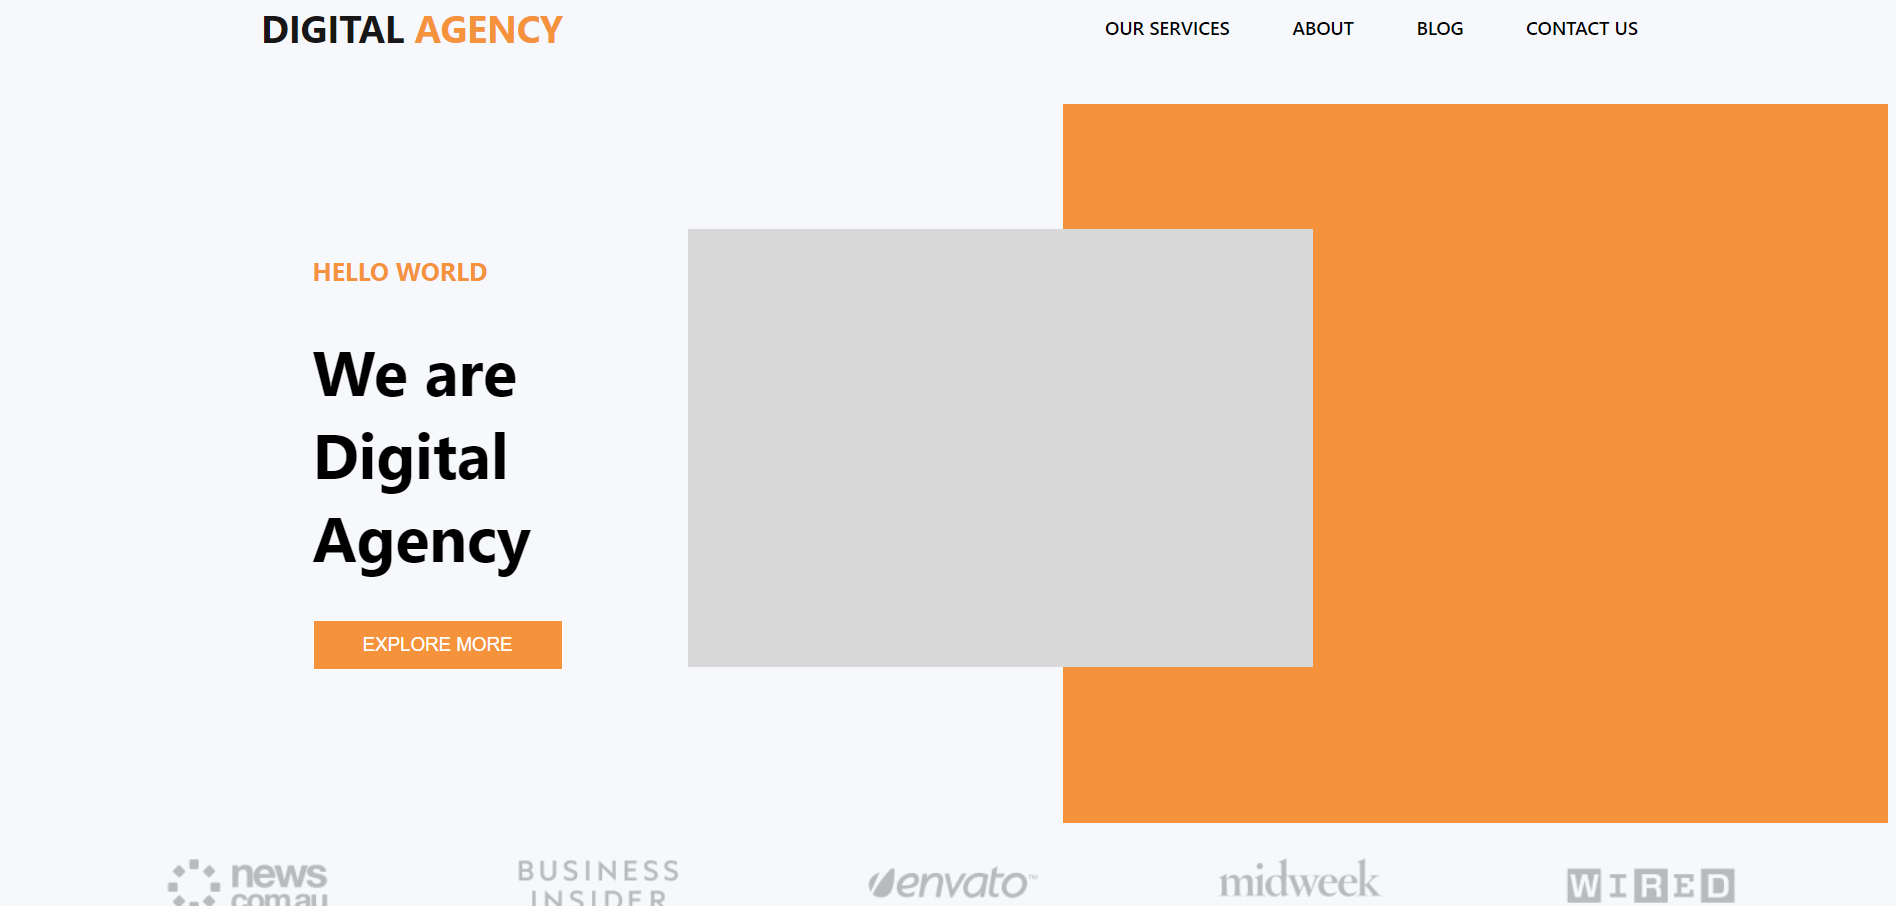 DIGITAL AGENCY
OUR SERVICES
ABOUT
BLOG
CONTACT US
HELLO WORLD
We are
Digital
Agency
EXPLORE MORE
news
com.au
BUSINESS
INSIDER
envato™
midweek
WIRED